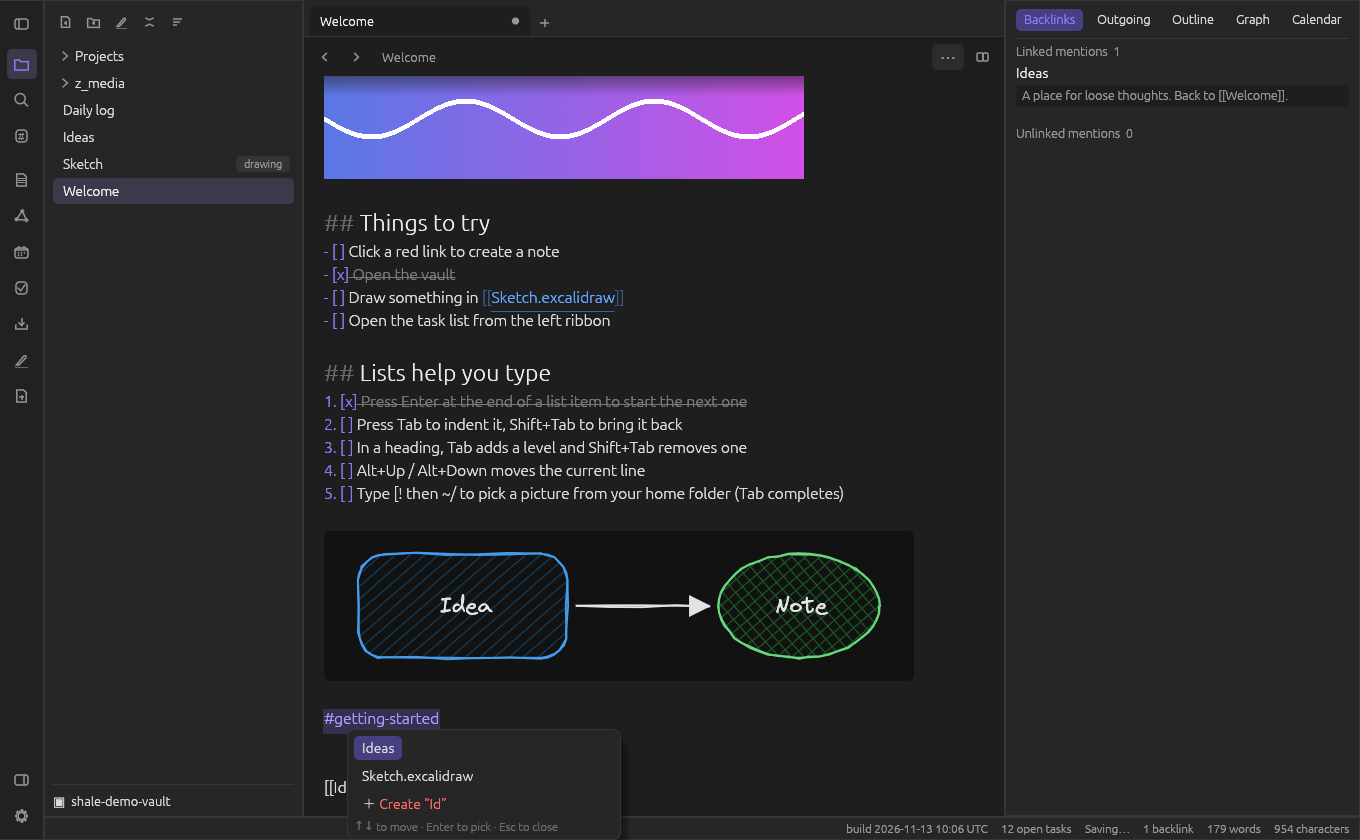 Welcome
Backlinks Outgoing Outline Graph Calendar
Projects
z_media
Daily log
Ideas
Sketch drawing
Welcome
shale-demo-vault
Welcome
## Things to try
- [ ] Click a red link to create a note
- [x] Open the vault
- [ ] Draw something in [[Sketch.excalidraw]]
- [ ] Open the task list from the left ribbon
## Lists help you type
1. [x] Press Enter at the end of a list item to start the next one
2. [ ] Press Tab to indent it, Shift+Tab to bring it back
3. [ ] In a heading, Tab adds a level and Shift+Tab removes one
4. [ ] Alt+Up / Alt+Down moves the current line
5. [ ] Type [! then ~/ to pick a picture from your home folder (Tab completes)
Idea Note
#getting-started
[[Id
Ideas
Sketch.excalidraw
+ Create “Id”
↑↓ to move · Enter to pick · Esc to close
Linked mentions 1
Ideas
A place for loose thoughts. Back to [[Welcome]].
Unlinked mentions 0
build 2026-11-13 10:06 UTC 12 open tasks Saving… 1 backlink 179 words 954 characters